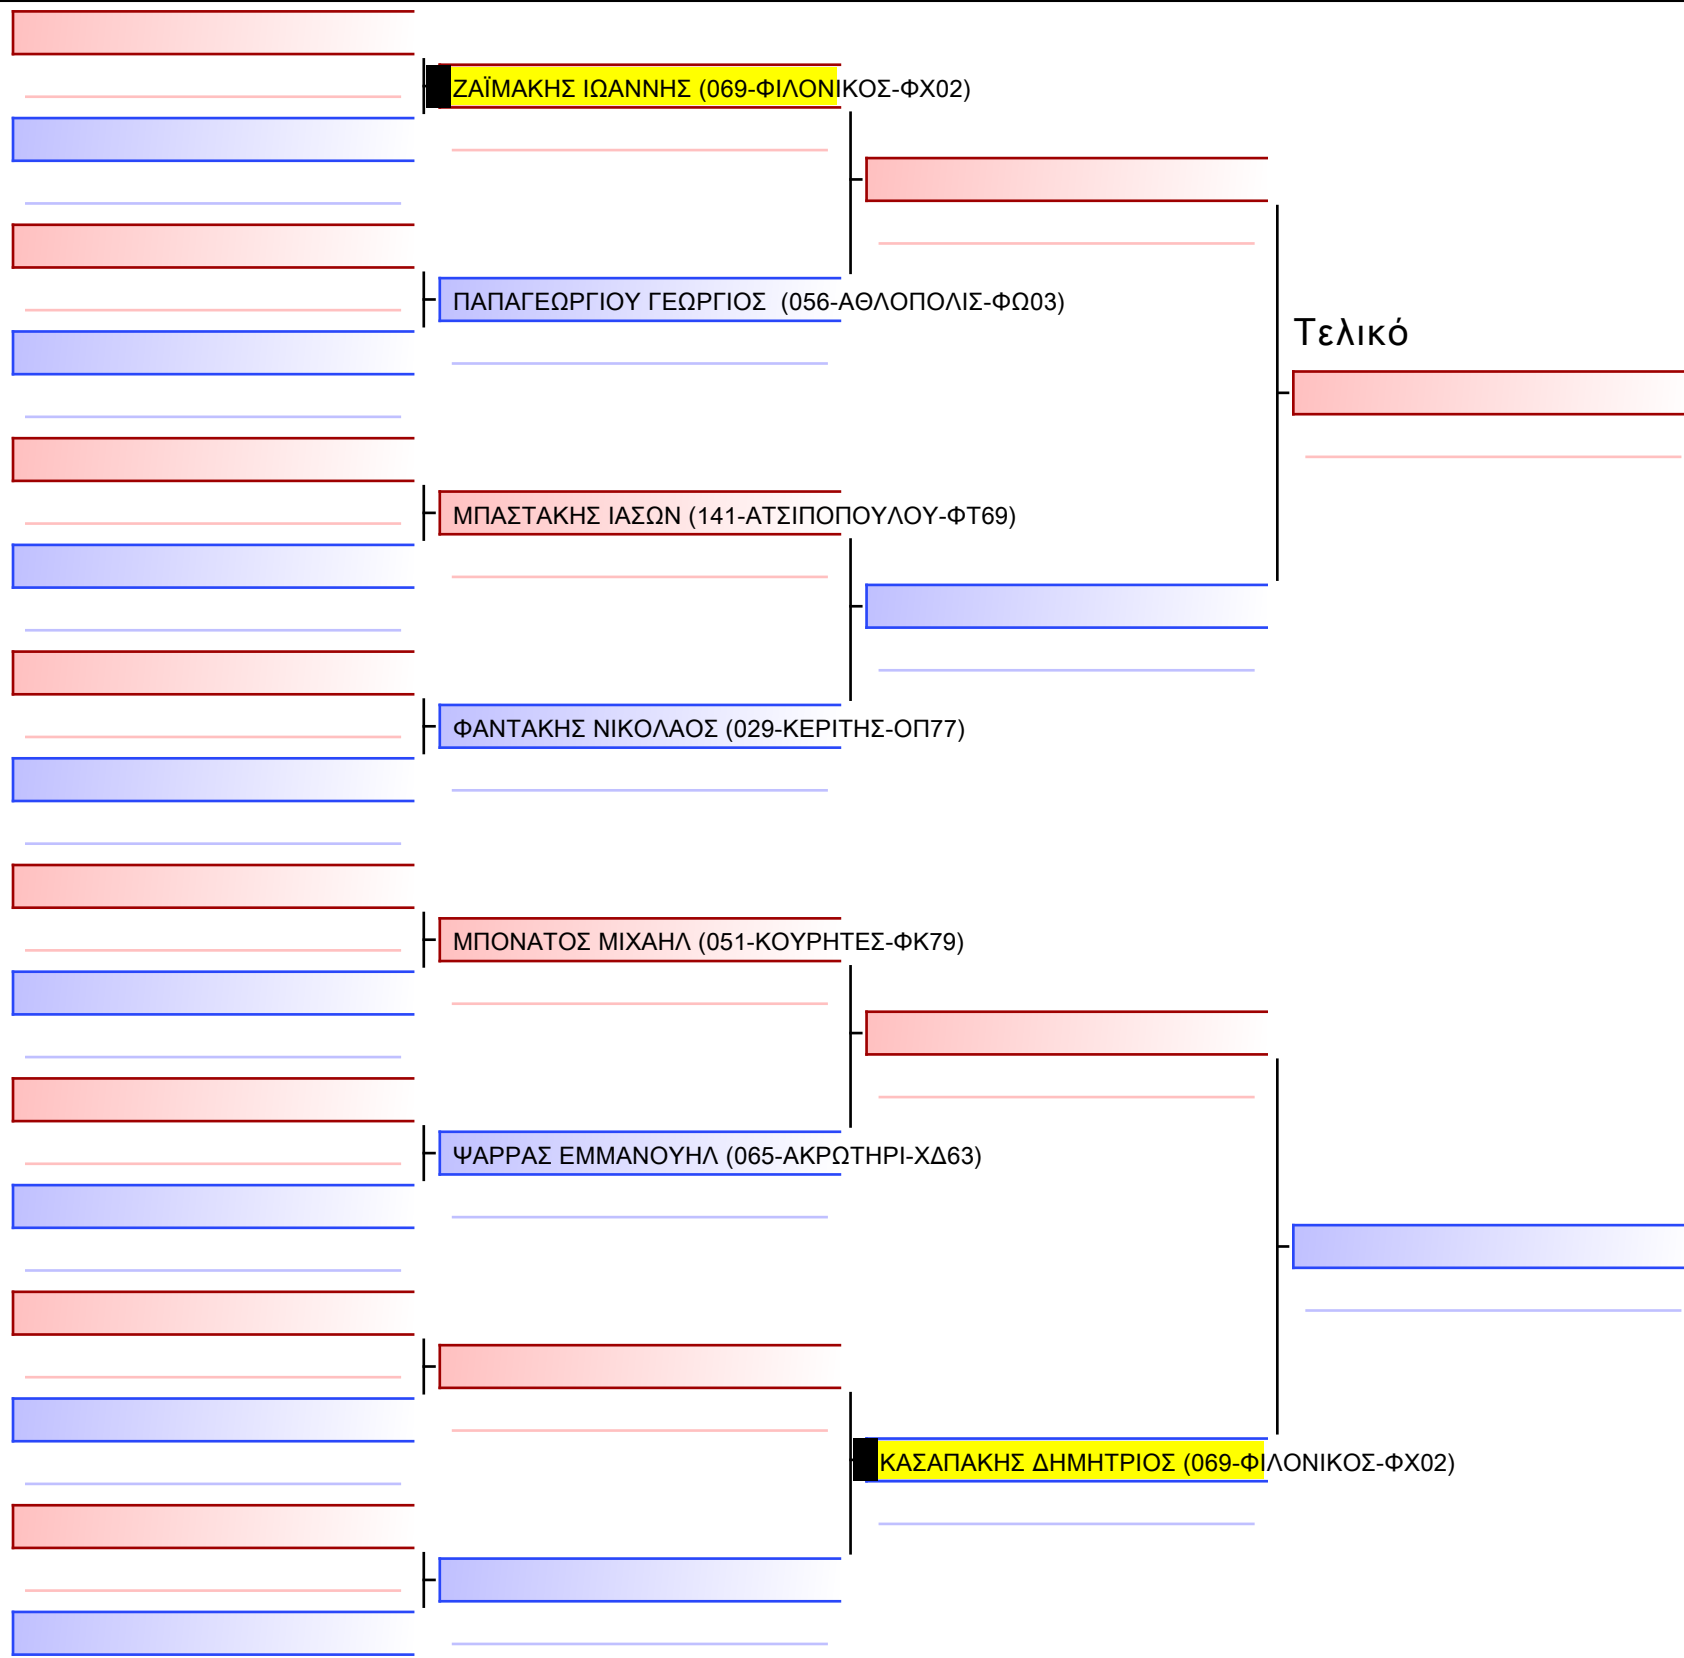 ΖΑΪΜΑΚΗΣ ΙΩΑΝΝΗΣ (069-ΦΙΛΟΝΙΚΟΣ-ΦΧ02)
ΠΑΠΑΓΕΩΡΓΙΟΥ ΓΕΩΡΓΙΟΣ (056-ΑΘΛΟΠΟΛΙΣ-ΦΩ03)
Τελικό
ΜΠΑΣΤΑΚΗΣ ΙΑΣΩΝ (141-ΑΤΣΙΠΟΠΟΥΛΟΥ-ΦΤ69)
ΦΑΝΤΑΚΗΣ ΝΙΚΟΛΑΟΣ (029-ΚΕΡΙΤΗΣ-ΟΠ77)
ΜΠΟΝΑΤΟΣ ΜΙΧΑΗΛ (051-ΚΟΥΡΗΤΕΣ-ΦΚ79)
ΨΑΡΡΑΣ ΕΜΜΑΝΟΥΗΛ (065-ΑΚΡΩΤΗΡΙ-ΧΔ63)
ΚΑΣΑΠΑΚΗΣ ΔΗΜΗΤΡΙΟΣ (069-ΦΙΛΟΝΙΚΟΣ-ΦΧ02)